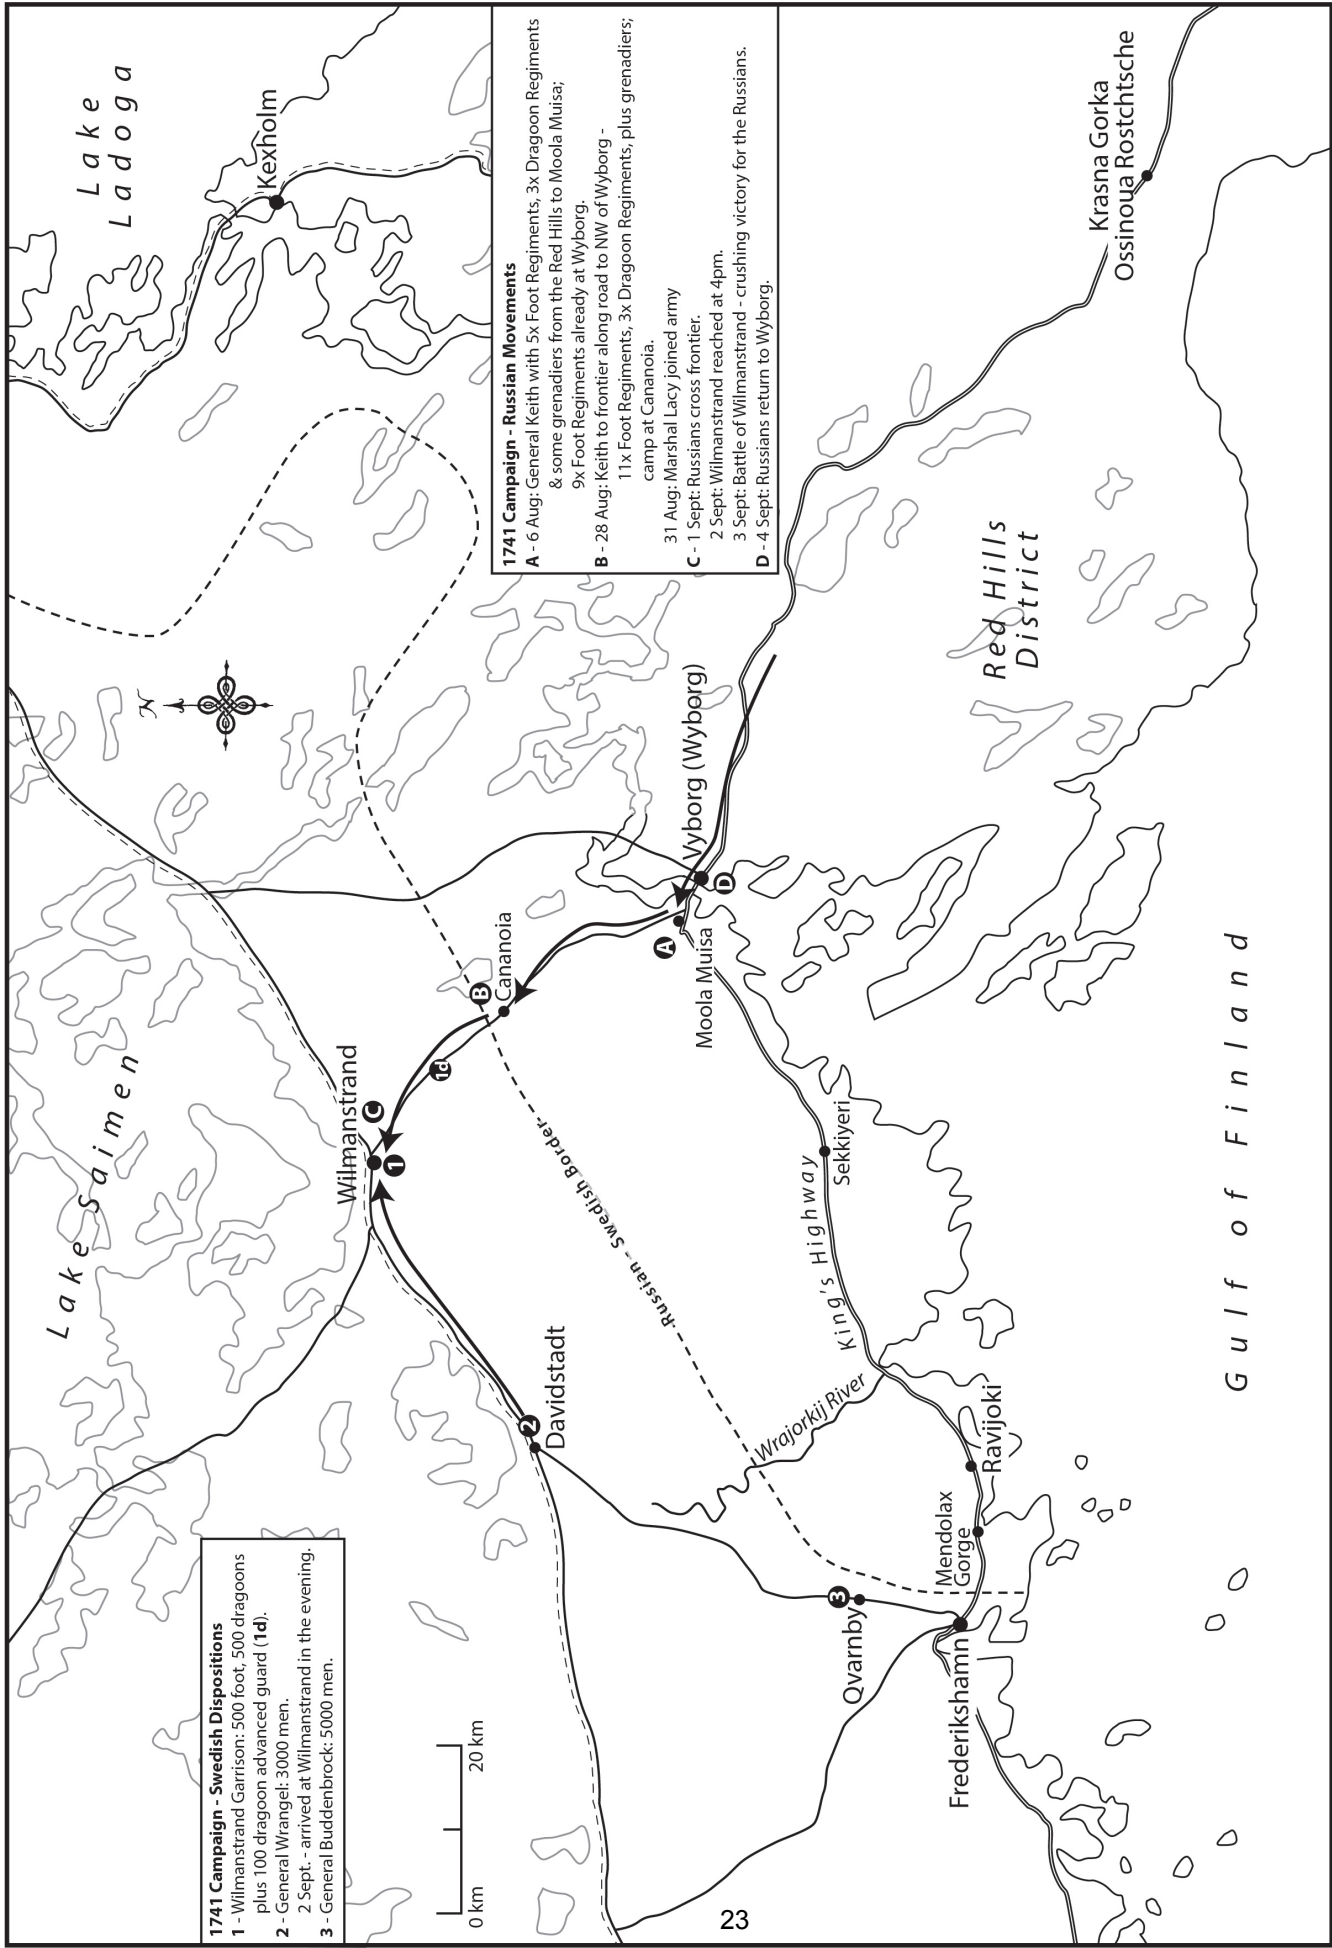 1741 Campaign - Swedish Dispositions
1 - Wilmanstrand Garrison: 500 foot, 500 dragoons
plus 100 dragoon advanced guard (1d).
2 - General Wrangel: 3000 men.
2 Sept. - arrived at Wilmanstrand in the evening.
3 - General Buddenbrock: 5000 men.
Lake Saimen
N
Lake
Ladoga
Kexholm
1741 Campaign - Russian Movements
A - 6 Aug: General Keith with 5x Foot Regiments, 3x Dragoon Regiments
& some grenadiers from the Red Hills to Moola Muisa;
9x Foot Regiments already at Wyborg.
B - 28 Aug: Keith to frontier along road to NW of Wyborg -
11x Foot Regiments, 3x Dragoon Regiments, plus grenadiers;
camp at Cananoia.
31 Aug: Marshal Lacy joined army
C - 1 Sept: Russians cross frontier.
2 Sept: Wilmanstrand reached at 4pm.
3 Sept: Battle of Wilmanstrand - crushing victory for the Russians.
D - 4 Sept: Russians return to Wyborg.
Wilmanstrand
C
1
1d
B
Cananoia
2
Davidstadt
0 km
20 km
Russian - Swedish Border
A
Moola Muisa
D
Vyborg (Wyborg)
Sekkiyeri
King's Highway
Wrajorkij River
3
Qvarnby
Mendolax
Gorge
Ravijoki
Frederikshamn
Red Hills
District
Krasna Gorka
Ossinoua Rostchtsche
Gulf of Finland
23